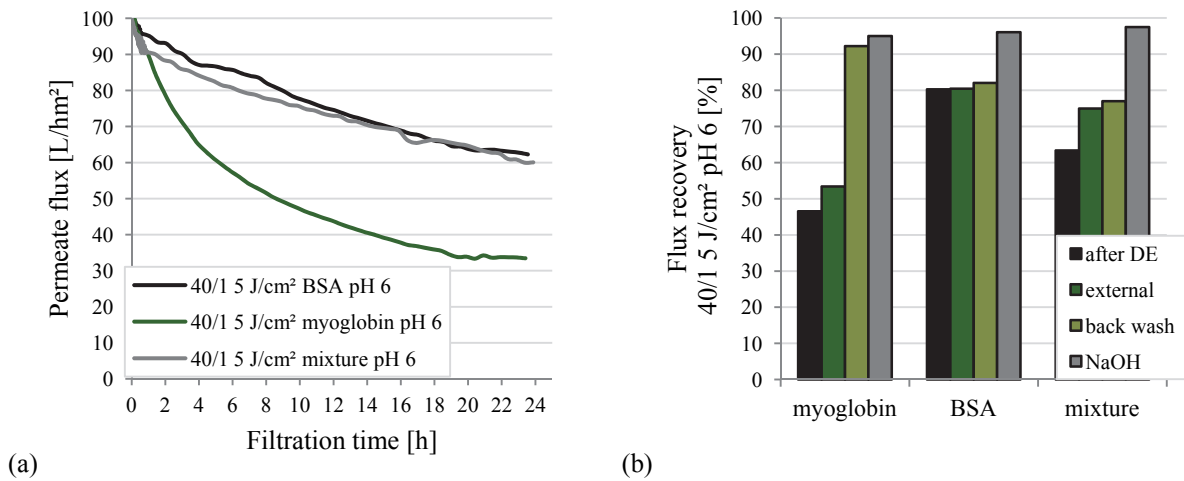 100
90
80
70
60
50
40
30
20
10
0
Permeate flux [L/hm²]
40/1 5 J/cm² BSA pH 6
40/1 5 J/cm² myoglobin pH 6
40/1 5 J/cm² mixture pH 6
0 2 4 6 8 10 12 14 16 18 20 22 24
Filtration time [h]
(a)
100
90
80
70
60
50
40
30
20
10
0
Flux recovery
40/1 5 J/cm² pH 6 [%]
after DE
external
back wash
NaOH
myoglobin BSA mixture
(b)